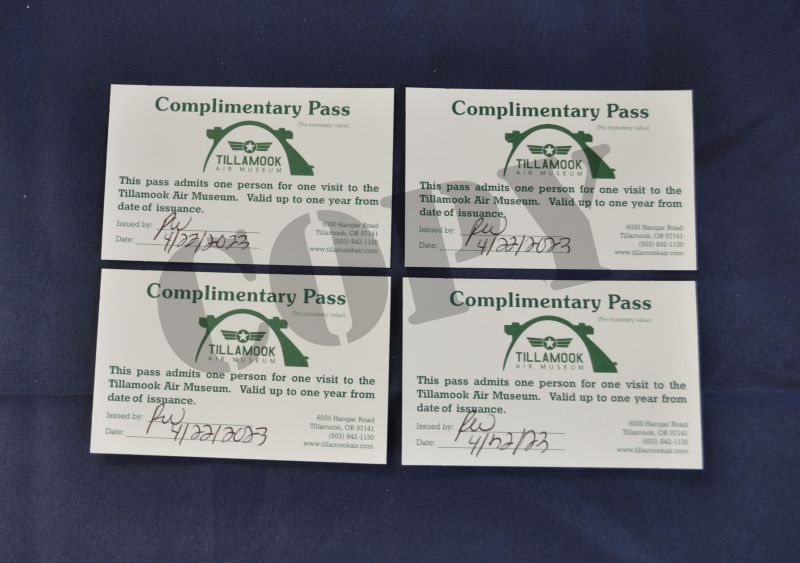 Complimentary Pass
(No monetary value)
TILLAMOOK
AIR MUSEUM
This pass admits one person for one visit to the
Tillamook Air Museum. Valid up to one year from
date of issuance.
Issued by: RW
Date: 4/22/2023
6030 Hangar Road
Tillamook, OR 97141
(503) 842-1130
www.tillamookair.com
Complimentary Pass
(No monetary value)
TILLAMOOK
AIR MUSEUM
This pass admits one person for one visit to the
Tillamook Air Museum. Valid up to one year from
date of issuance.
Issued by: RW
Date: 4/22/2023
6030 Hangar Road
Tillamook, OR 97141
(503) 842-1130
www.tillamookair.com
COPY
Complimentary Pass
(No monetary value)
TILLAMOOK
AIR MUSEUM
This pass admits one person for one visit to the
Tillamook Air Museum. Valid up to one year from
date of issuance.
Issued by: RW
Date: 4/22/2023
6030 Hangar Road
Tillamook, OR 97141
(503) 842-1130
www.tillamookair.com
Complimentary Pass
(No monetary value)
TILLAMOOK
AIR MUSEUM
This pass admits one person for one visit to the
Tillamook Air Museum. Valid up to one year from
date of issuance.
Issued by: RW
Date: 4/22/23
6030 Hangar Road
Tillamook, OR 97141
(503) 842-1130
www.tillamookair.com